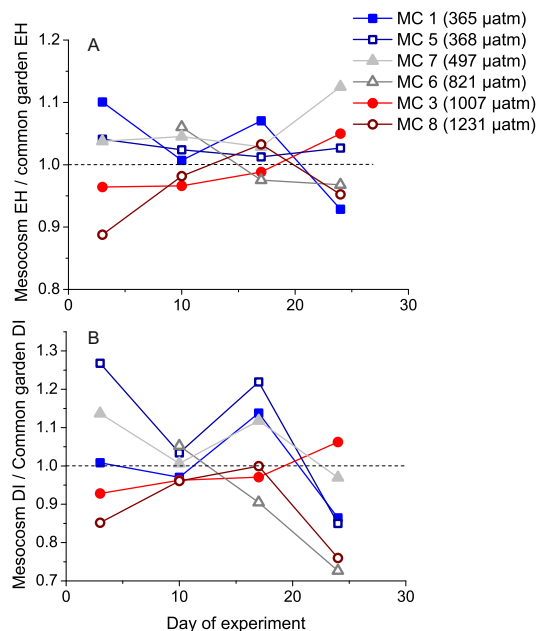 MC 1 (365 µatm)
MC 5 (368 µatm)
MC 7 (497 µatm)
MC 6 (821 µatm)
MC 3 (1007 µatm)
MC 8 (1231 µatm)
A
Mesocosm EH / common garden EH
1.2
1.1
1.0
0.9
0.8
0
10
20
30
B
Mesocosm DI / Common garden DI
1.3
1.2
1.1
1.0
0.9
0.8
0.7
0
10
20
30
Day of experiment